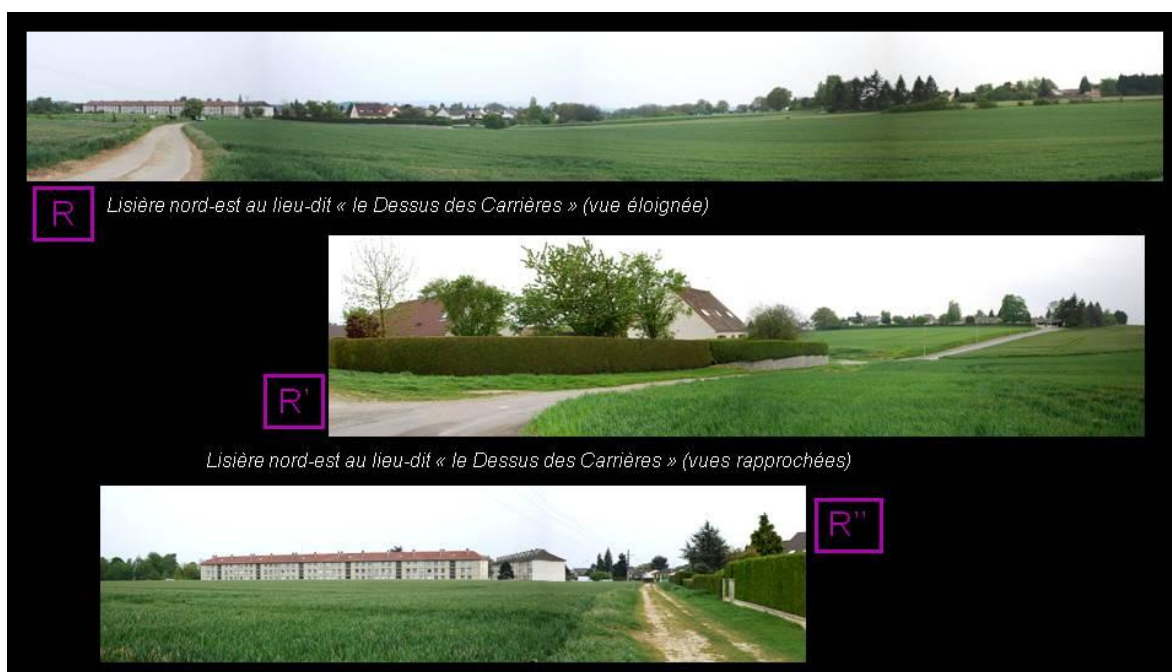 R
Lisière nord-est au lieu-dit « le Dessus des Carrières » (vue éloignée)
R'
Lisière nord-est au lieu-dit « le Dessus des Carrières » (vues rapprochées)
R''